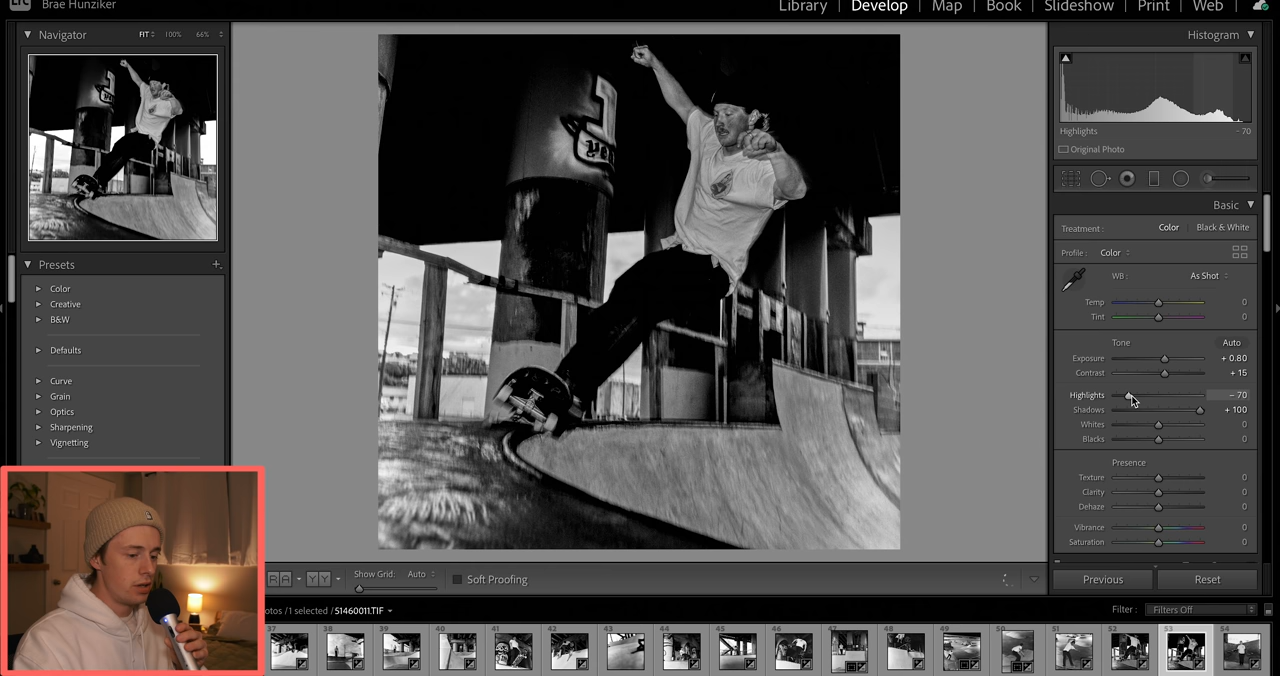 LrC Brae Hunziker
Library | Develop | Map | Book | Slideshow | Print | Web
Navigator FIT 100% 66%
Presets +
Color
Creative
B&W
Defaults
Curve
Grain
Optics
Sharpening
Vignetting
Histogram
Highlights - 70
Original Photo
Basic
Treatment : Color Black & White
Profile : Color
WB : As Shot
Temp 0
Tint 0
Tone Auto
Exposure + 0.80
Contrast + 15
Highlights - 70
Shadows + 100
Whites 0
Blacks 0
Presence
Texture 0
Clarity 0
Dehaze 0
Vibrance 0
Saturation 0
Previous Reset
R A Y Y Show Grid: Auto Soft Proofing
otos /1 selected /51460011.TIF
Filter : Filters Off
37 38 39 40 41 42 43 44 45 46 47 48 49 50 51 52 53 54